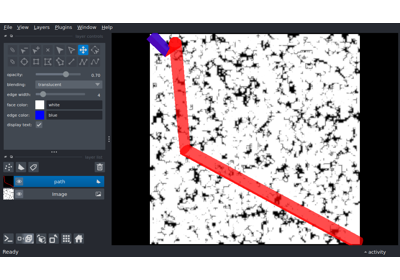 File View Layers Plugins Window Help
opacity: 0.70
blending: translucent
edge width: 4
face color: white
edge color: blue
display text: ✓
path
Image
Ready activity